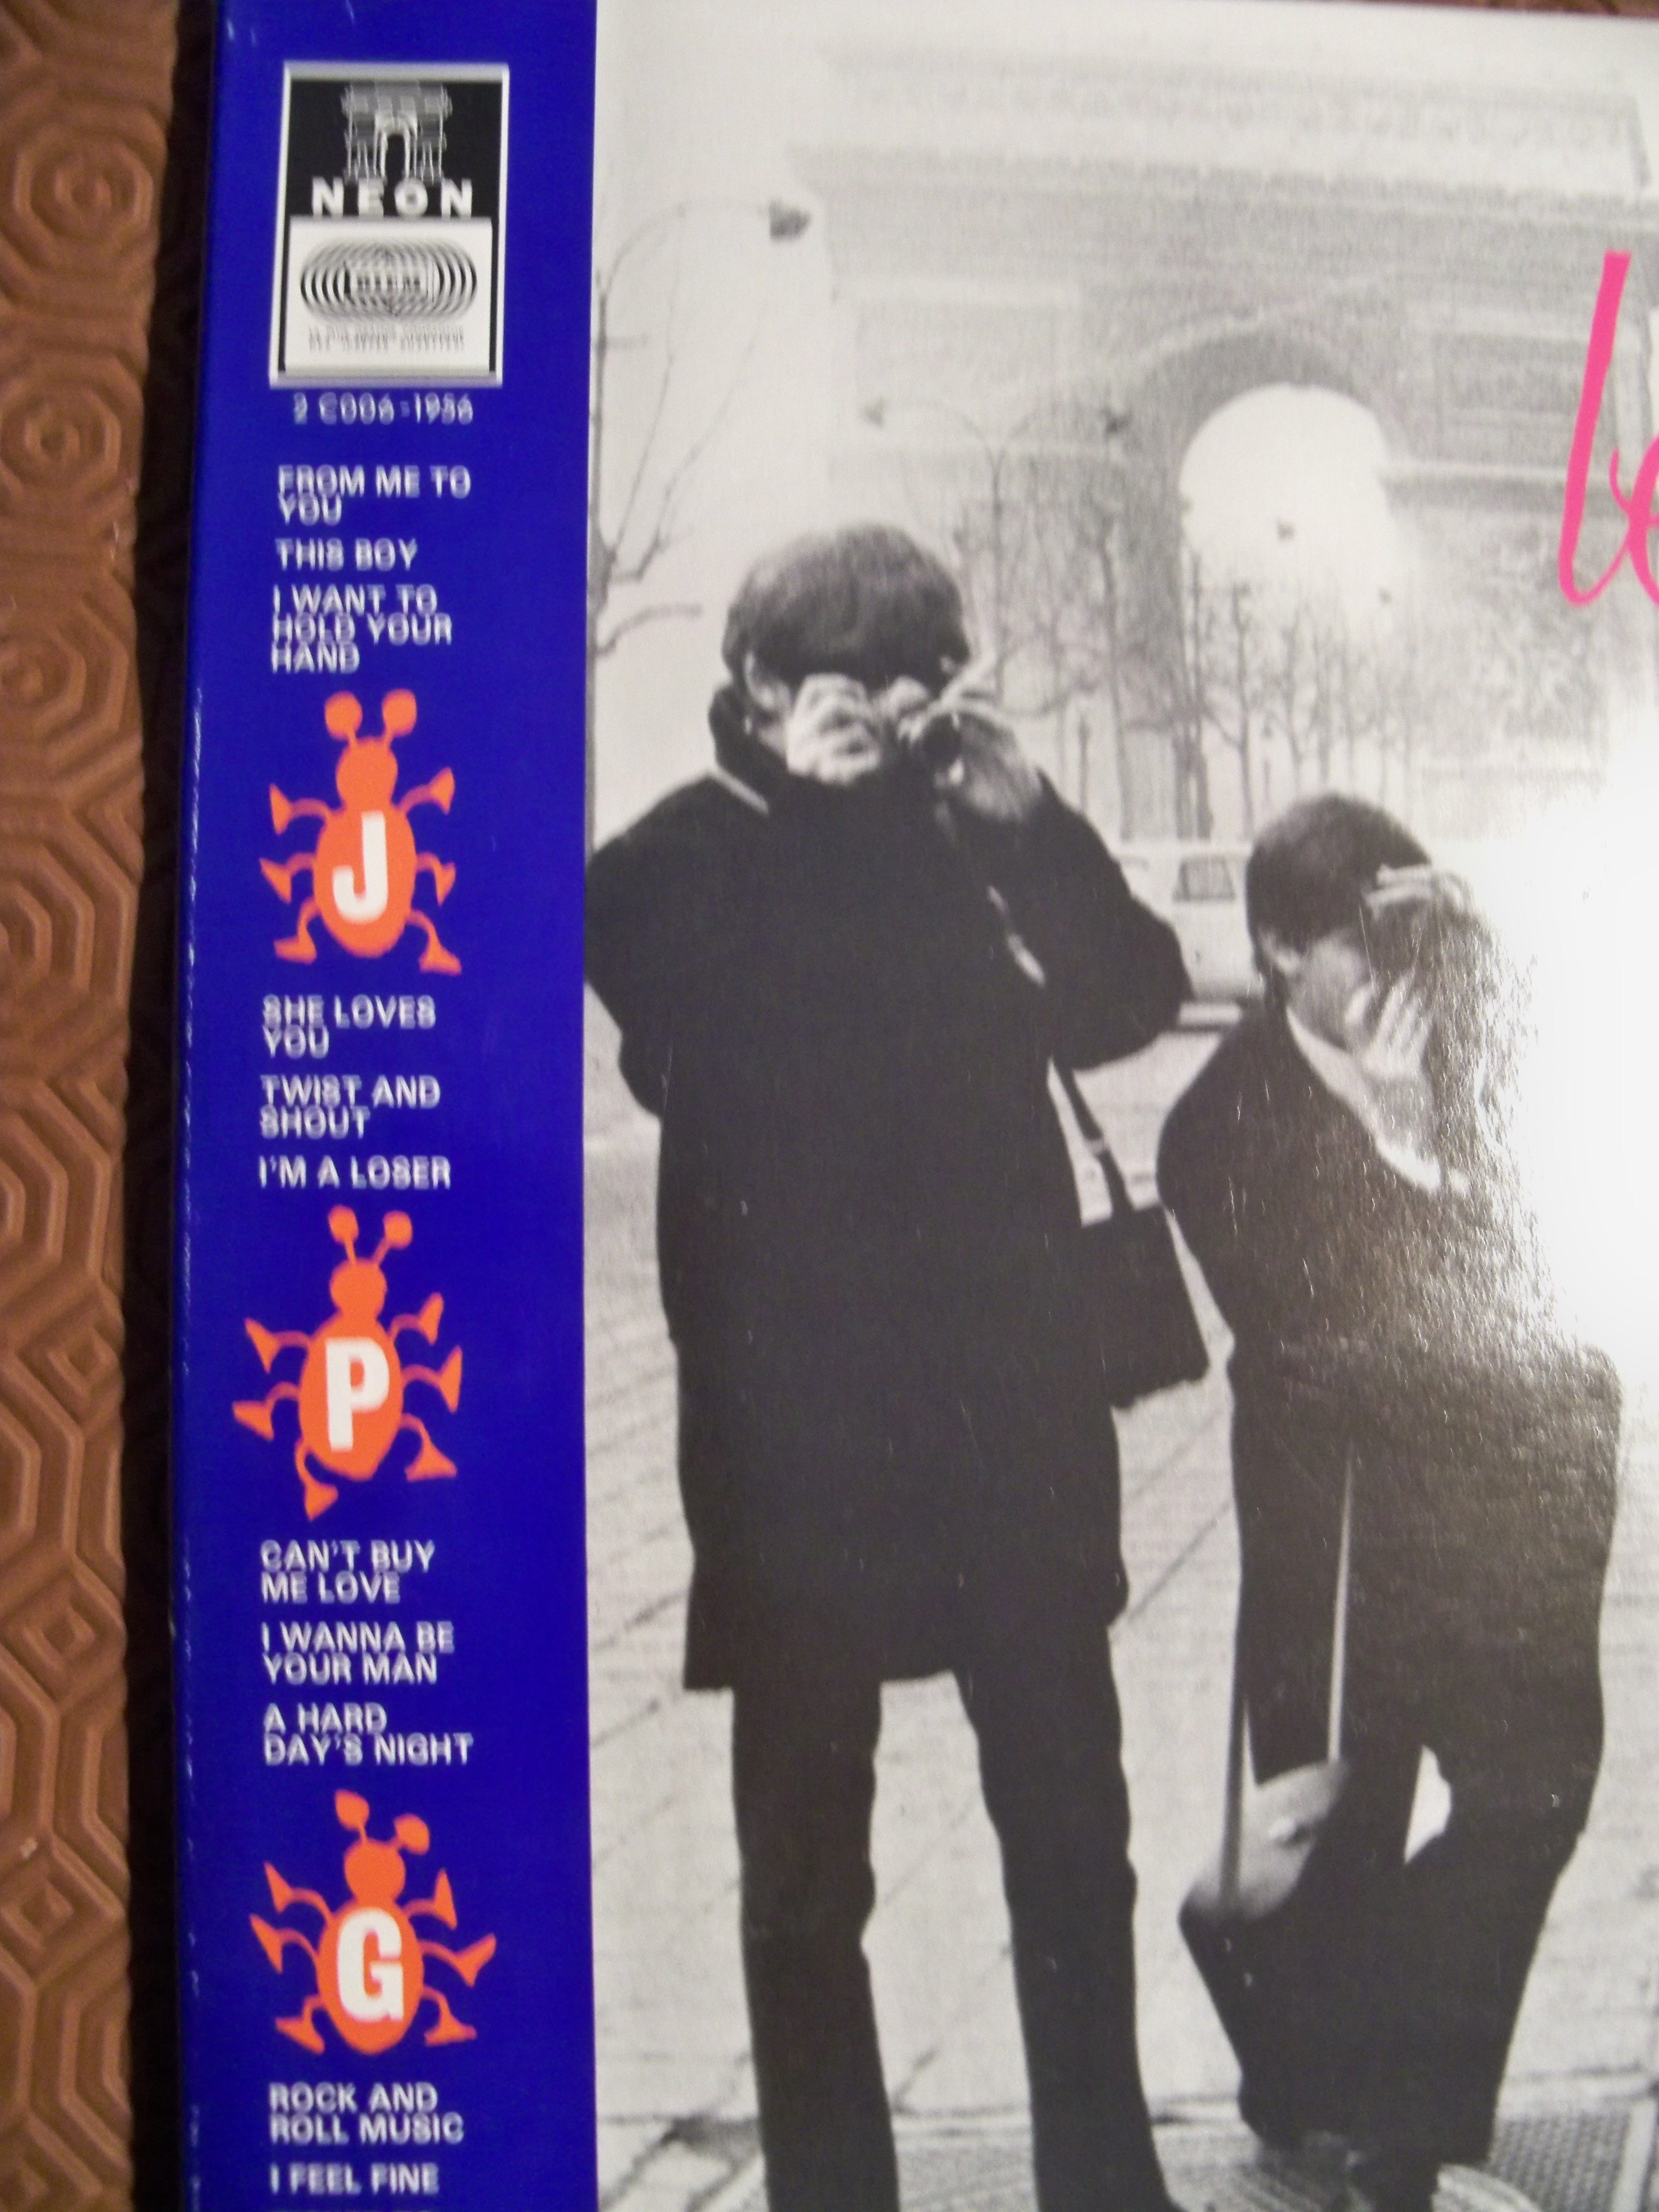 NEON
2 C006-1956
FROM ME TO
YOU
THIS BOY
I WANT TO
HOLD YOUR
HAND
J
SHE LOVES
YOU
TWIST AND
SHOUT
I'M A LOSER
P
CAN'T BUY
ME LOVE
I WANNA BE
YOUR MAN
A HARD
DAY'S NIGHT
G
ROCK AND
ROLL MUSIC
I FEEL FINE
le